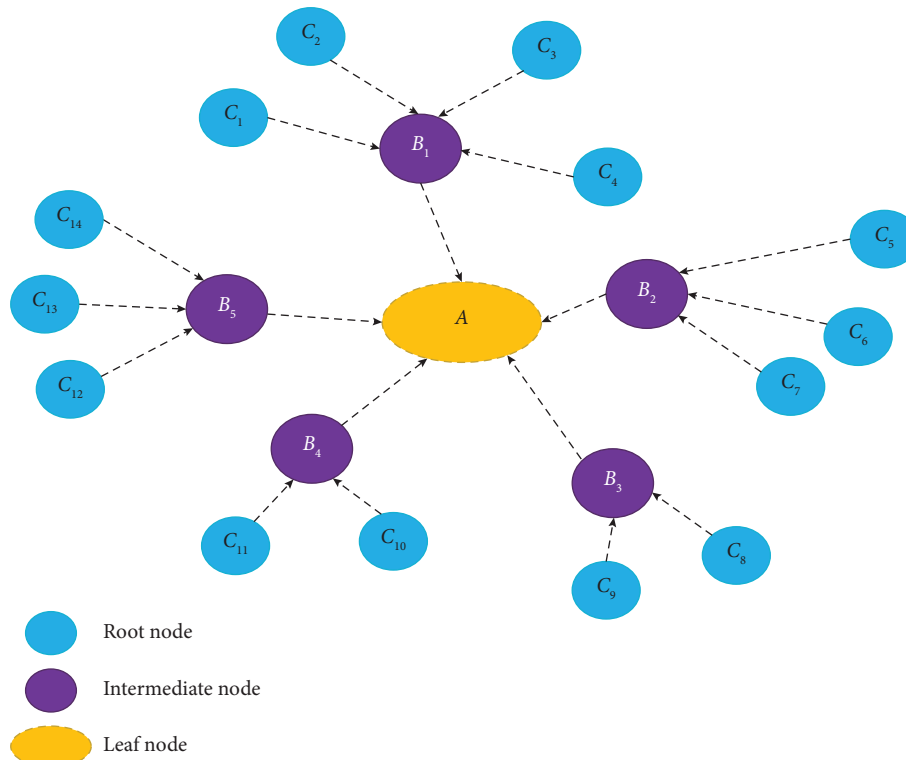 C₂
C₃
C₁
B₁
C₄
C₁₄
C₅
C₁₃
B₅
A
B₂
C₆
C₁₂
C₇
B₄
B₃
C₁₁
C₁₀
C₈
C₉
Root node
Intermediate node
Leaf node